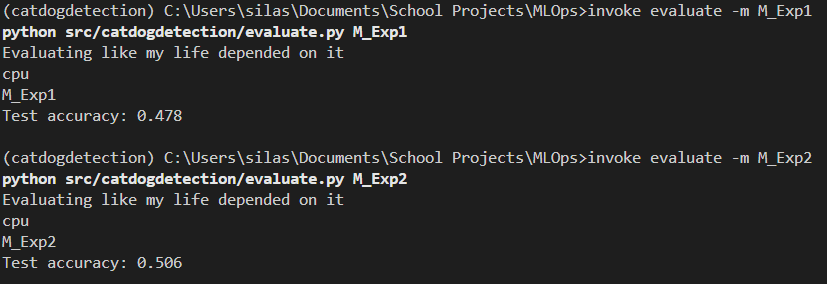 (catdogdetection) C:\Users\silas\Documents\School Projects\MLOps>invoke evaluate -m M_Exp1
python src/catdogdetection/evaluate.py M_Exp1
Evaluating like my life depended on it
cpu
M_Exp1
Test accuracy: 0.478
(catdogdetection) C:\Users\silas\Documents\School Projects\MLOps>invoke evaluate -m M_Exp2
python src/catdogdetection/evaluate.py M_Exp2
Evaluating like my life depended on it
cpu
M_Exp2
Test accuracy: 0.506